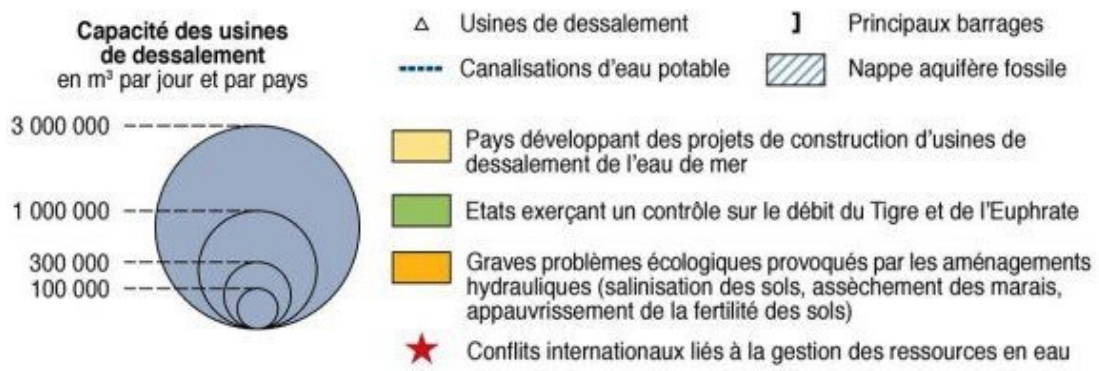 Capacité des usines
de dessalement
en m³ par jour et par pays
3 000 000
1 000 000
300 000
100 000
Usines de dessalement
Principaux barrages
Canalisations d'eau potable
Nappe aquifère fossile
Pays développant des projets de construction d'usines de
dessalement de l'eau de mer
Etats exerçant un contrôle sur le débit du Tigre et de l'Euphrate
Graves problèmes écologiques provoqués par les aménagements
hydrauliques (salinisation des sols, assèchement des marais,
appauvrissement de la fertilité des sols)
Conflits internationaux liés à la gestion des ressources en eau